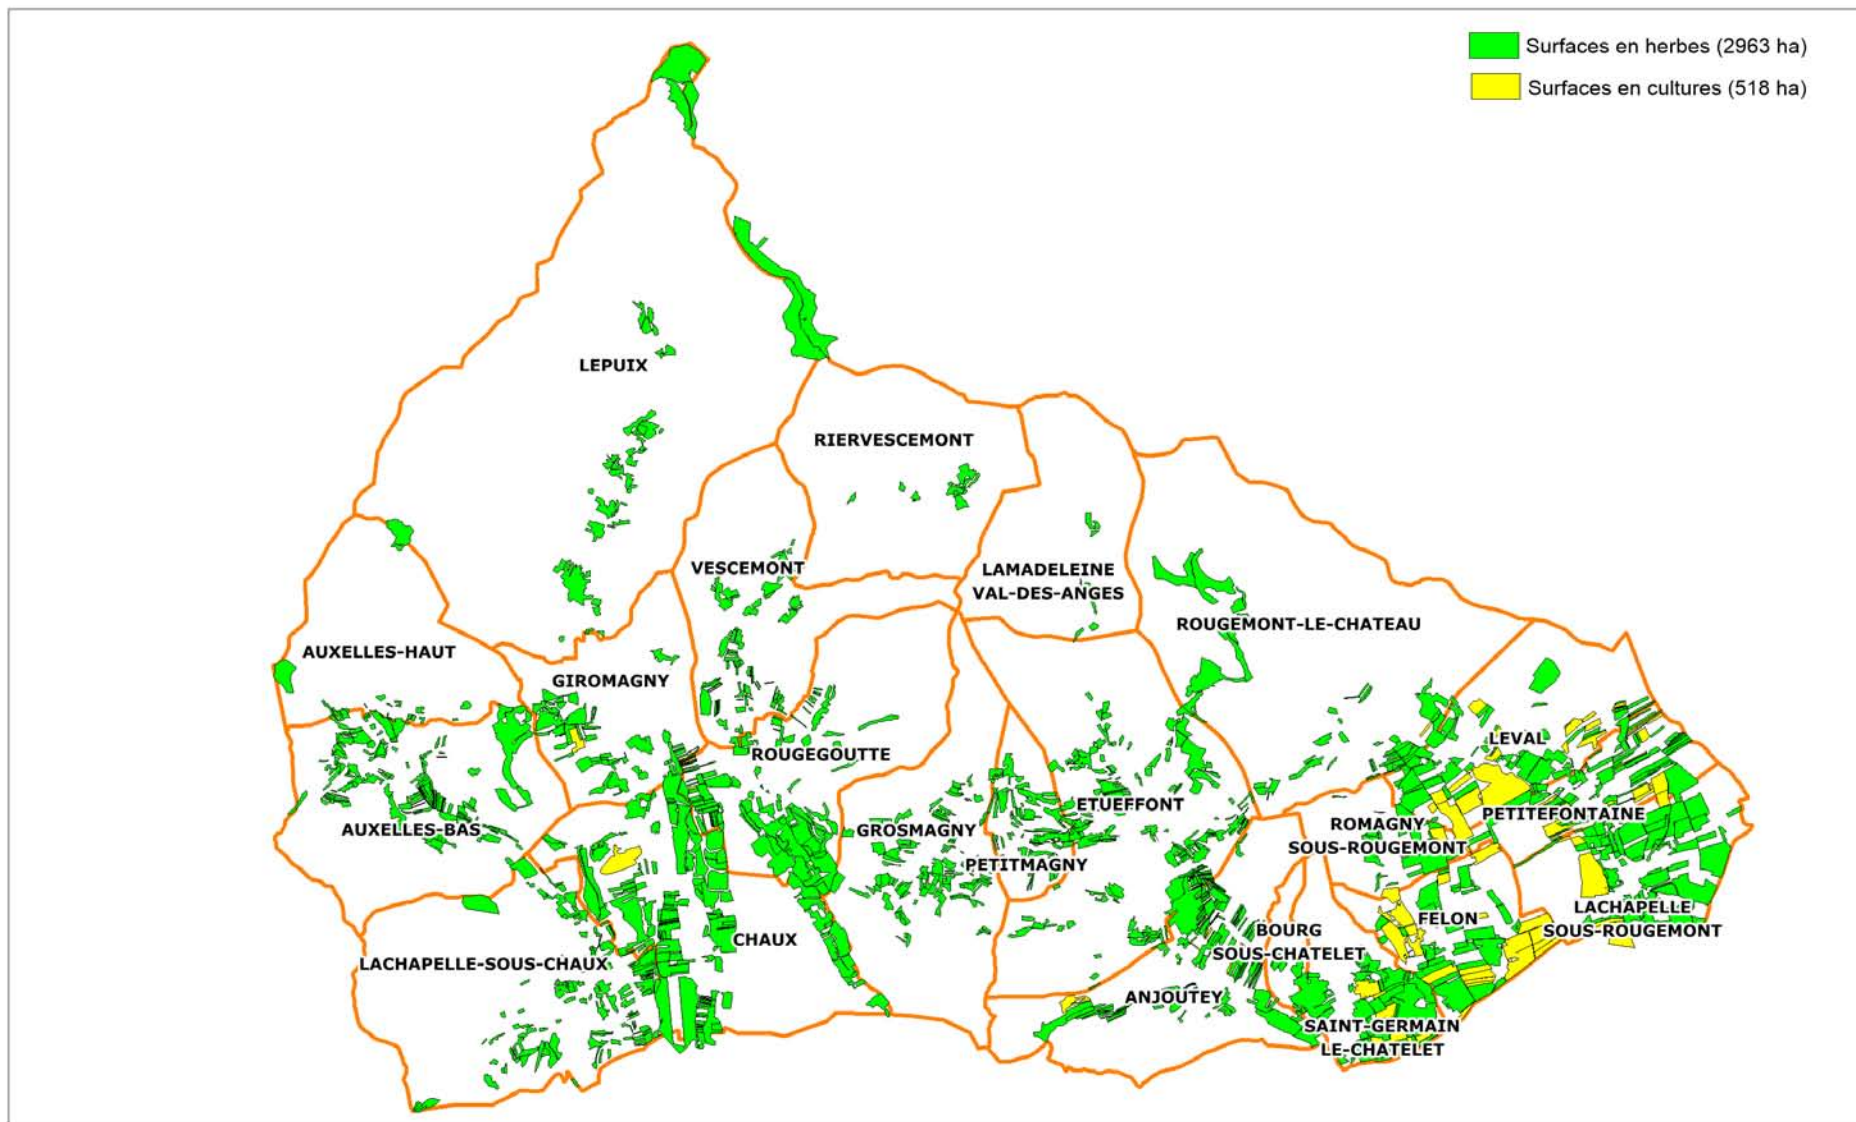 Surfaces en herbes (2963 ha)
Surfaces en cultures (518 ha)
LEPUIX
RIERVESCEMONT
VESCEMONT
LAMADELEINE
VAL-DES-ANGES
ROUGEMONT-LE-CHATEAU
AUXELLES-HAUT
GIROMAGNY
LEVAL
ROUGEGOUTTE
ETUEFFONT
PETITEFONTAINE
AUXELLES-BAS
GROSMAGNY
ROMAGNY
SOUS-ROUGEMONT
PETITMAGNY
LACHAPELLE
SOUS-ROUGEMONT
FELON
BOURG
SOUS-CHATELET
CHAUX
LACHAPELLE-SOUS-CHAUX
ANJOUTEY
SAINT-GERMAIN
LE-CHATELET